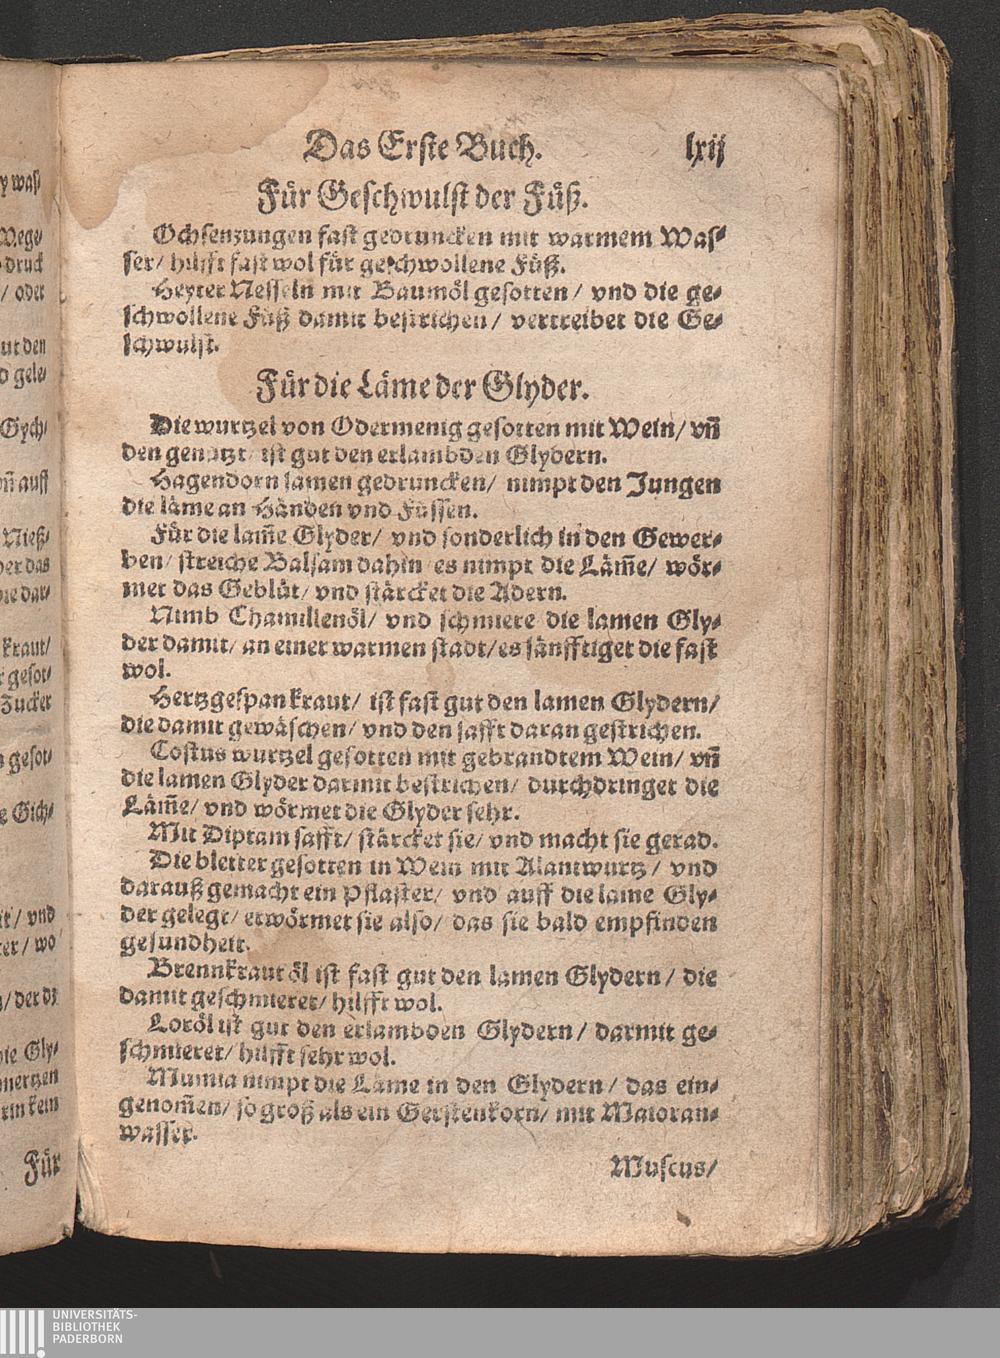 Das Erste Buch. lxij
Für Geschwulst der Füß.
Ochsenzungen fast gedruncken mit warmem Was-
ser/ hilfft fast wol für geschwollene Füß.
Heyter Nesseln mit Baumöl gesotten/ vnd die ge-
schwollene Füß damit bestrichen/ vertreibet die Ge-
schwulst.
Für die Läme der Glyder.
Die wurtzel von Odermenig gesotten mit Wein/ vñ
den genützt/ ist gut den erlambden Glydern.
Hagendorn samen gedruncken/ nimpt den Jungen
die läme an Händen vnd Füssen.
Für die lam̃e Glyder/ vnd sonderlich in den Gewer-
ben/ streiche Balsam dahin/ es nimpt die Läm̃e/ wör-
met das Geblüt/ vnd stärcket die Adern.
Nimb Chamillenöl/ vnd schmiere die lamen Gly-
der damit/ an einer warmen stadt/ es sänfftiget die fast
wol.
Hertzgespan kraut/ ist fast gut den lamen Glydern/
die damit gewäschen/ vnd den safft daran gestrichen.
Costus wurtzel gesotten mit gebrandtem Wein/ vñ
die lamen Glyder darmit bestrichen/ durchdringet die
Läm̃e/ vnd wörmet die Glyder sehr.
Mit Diptam safft/ stärcket sie/ vnd macht sie gerad.
Die bletter gesotten in Wein mit Alantwurtz/ vnd
darauß gemacht ein Pflaster/ vnd auff die lame Gly-
der gelegt/ erwörmet sie also/ das sie bald empfinden
gesundheit.
Brennkraut öl ist fast gut den lamen Glydern/ die
damit geschmieret/ hilfft wol.
Loröl ist gut den erlambden Glydern/ darmit ge-
schmieret/ hilfft sehr wol.
Mumia nimpt die Läme in den Glydern/ das ein-
genom̃en/ so groß als ein Gerstenkorn/ mit Maioran-
wasser.
Muscus/
Für
UNIVERSITÄTS-
BIBLIOTHEK
PADERBORN